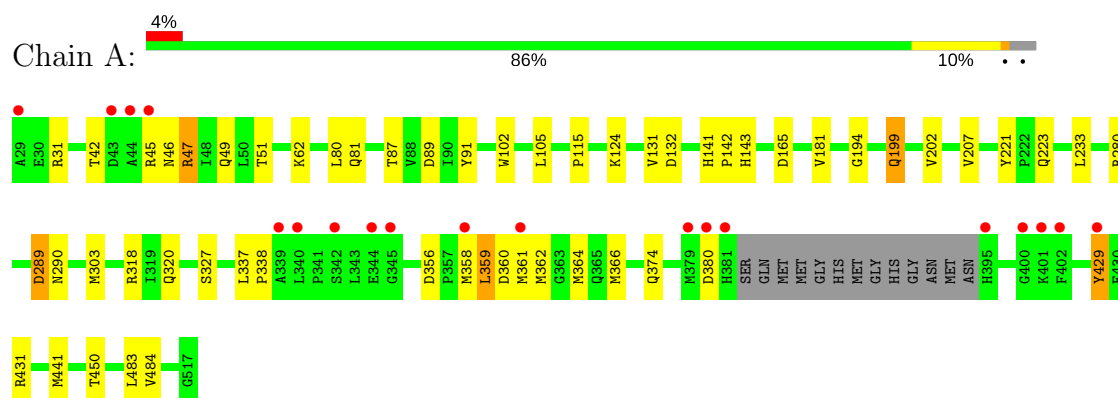 4%
Chain A:
86% 10% • •
A29 E30 R31 T42 D43 A44 R45 N46 R47 I48 Q49 L50 T51 K62 L80 Q81 T87 V88 D89 I90 Y91 W102 L105 P115 K124 V131 D132 H141 P142 H143 D165 V181 G194 Q199 V202 V207 Y221 P222 Q223 L233
D289 N290 M303 R318 I319 Q320 S327 L337 P338 A339 L340 P341 S342 L343 E344 G345 D356 P357 M358 L359 D360 M361 M362 G363 M364 Q365 M366 Q374 M379 D380 H381 SER GLN MET MET GLY HIS MET GLY GLY ASN MET ASN H395 G400 K401 F402 Y429
R431 M441 T450 L483 V484 G517